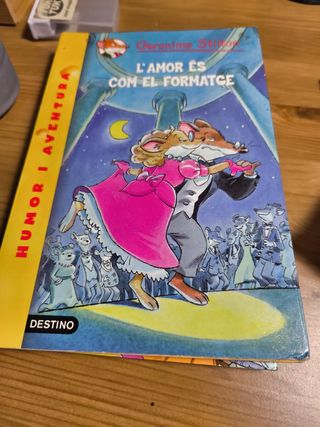 Geronimo Stilton
L'AMOR ÉS
COM EL FORMATGE
HUMOR I AVENTURA
DESTINO